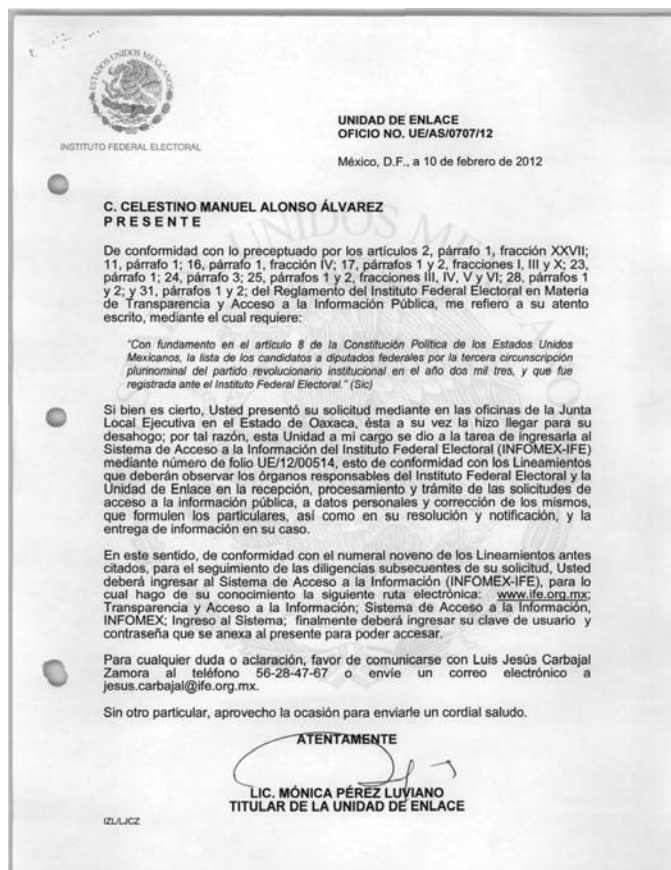 ESTADOS UNIDOS MEXICANOS
INSTITUTO FEDERAL ELECTORAL
UNIDAD DE ENLACE
OFICIO NO. UE/AS/0707/12
México, D.F., a 10 de febrero de 2012
C. CELESTINO MANUEL ALONSO ÁLVAREZ
P R E S E N T E
De conformidad con lo preceptuado por los artículos 2, párrafo 1, fracción XXVII;
11, párrafo 1; 16, párrafo 1, fracción IV; 17, párrafos 1 y 2, fracciones I, III y X; 23,
párrafo 1; 24, párrafo 3; 25, párrafos 1 y 2, fracciones III, IV, V y VI; 28, párrafos 1
y 2; y 31, párrafos 1 y 2; del Reglamento del Instituto Federal Electoral en Materia
de Transparencia y Acceso a la Información Pública, me refiero a su atento
escrito, mediante el cual requiere:
"Con fundamento en el artículo 8 de la Constitución Política de los Estados Unidos
Mexicanos, la lista de los candidatos a diputados federales por la tercera circunscripción
plurinominal del partido revolucionario institucional en el año dos mil tres, y que fue
registrada ante el Instituto Federal Electoral." (Sic)
Si bien es cierto, Usted presentó su solicitud mediante en las oficinas de la Junta
Local Ejecutiva en el Estado de Oaxaca, ésta a su vez la hizo llegar para su
desahogo; por tal razón, esta Unidad a mi cargo se dio a la tarea de ingresarla al
Sistema de Acceso a la Información del Instituto Federal Electoral (INFOMEX-IFE)
mediante número de folio UE/12/00514, esto de conformidad con los Lineamientos
que deberán observar los órganos responsables del Instituto Federal Electoral y la
Unidad de Enlace en la recepción, procesamiento y trámite de las solicitudes de
acceso a la información pública, a datos personales y corrección de los mismos,
que formulen los particulares, así como en su resolución y notificación, y la
entrega de información en su caso.
En este sentido, de conformidad con el numeral noveno de los Lineamientos antes
citados, para el seguimiento de las diligencias subsecuentes de su solicitud, Usted
deberá ingresar al Sistema de Acceso a la Información (INFOMEX-IFE), para lo
cual hago de su conocimiento la siguiente ruta electrónica: www.ife.org.mx;
Transparencia y Acceso a la Información; Sistema de Acceso a la Información,
INFOMEX; Ingreso al Sistema; finalmente deberá ingresar su clave de usuario y
contraseña que se anexa al presente para poder accesar.
Para cualquier duda o aclaración, favor de comunicarse con Luis Jesús Carbajal
Zamora al teléfono 56-28-47-67 o envíe un correo electrónico a
jesus.carbajal@ife.org.mx.
Sin otro particular, aprovecho la ocasión para enviarle un cordial saludo.
ATENTAMENTE
LIC. MÓNICA PÉREZ LUVIANO
TITULAR DE LA UNIDAD DE ENLACE
IZL/LJCZ